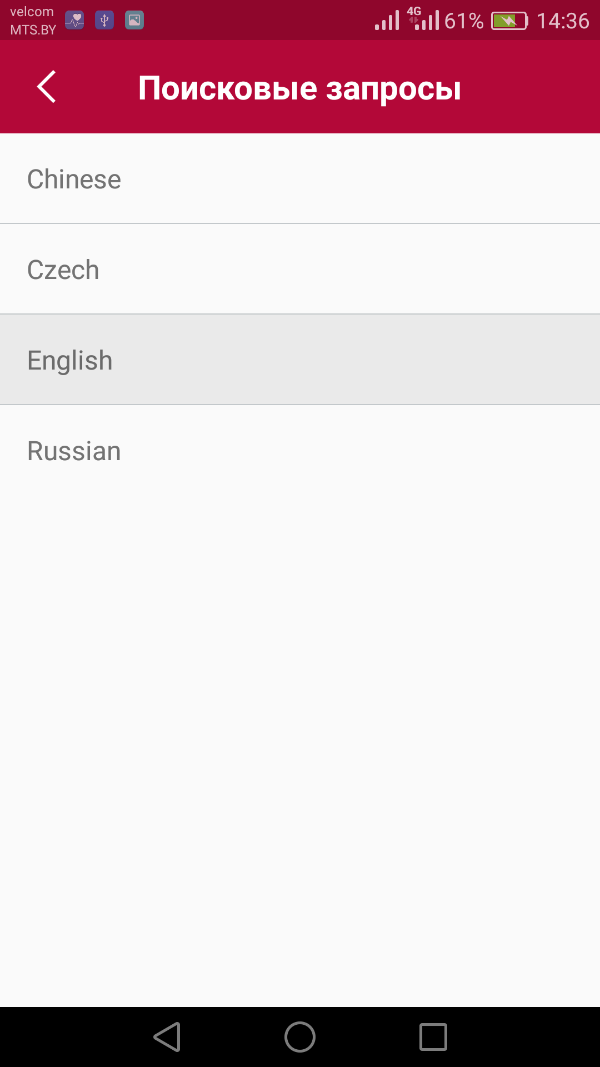 velcom
MTS.BY
4G
61%
14:36
Поисковые запросы
Chinese
Czech
English
Russian